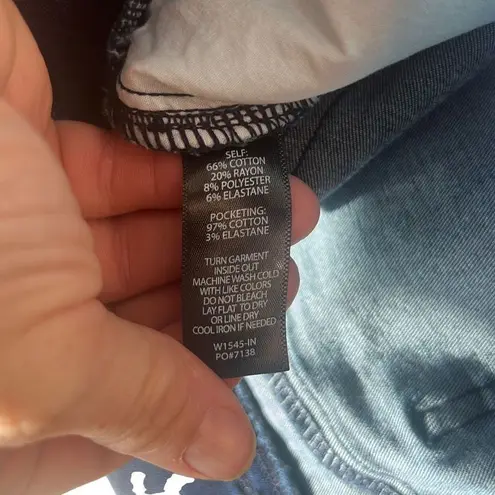 SELF:
66% COTTON
20% RAYON
8% POLYESTER
6% ELASTANE
POCKETING:
97% COTTON
3% ELASTANE
TURN GARMENT
INSIDE OUT
MACHINE WASH COLD
WITH LIKE COLORS
DO NOT BLEACH
LAY FLAT TO DRY
OR LINE DRY
COOL IRON IF NEEDED
W1545-IN
PO#7138